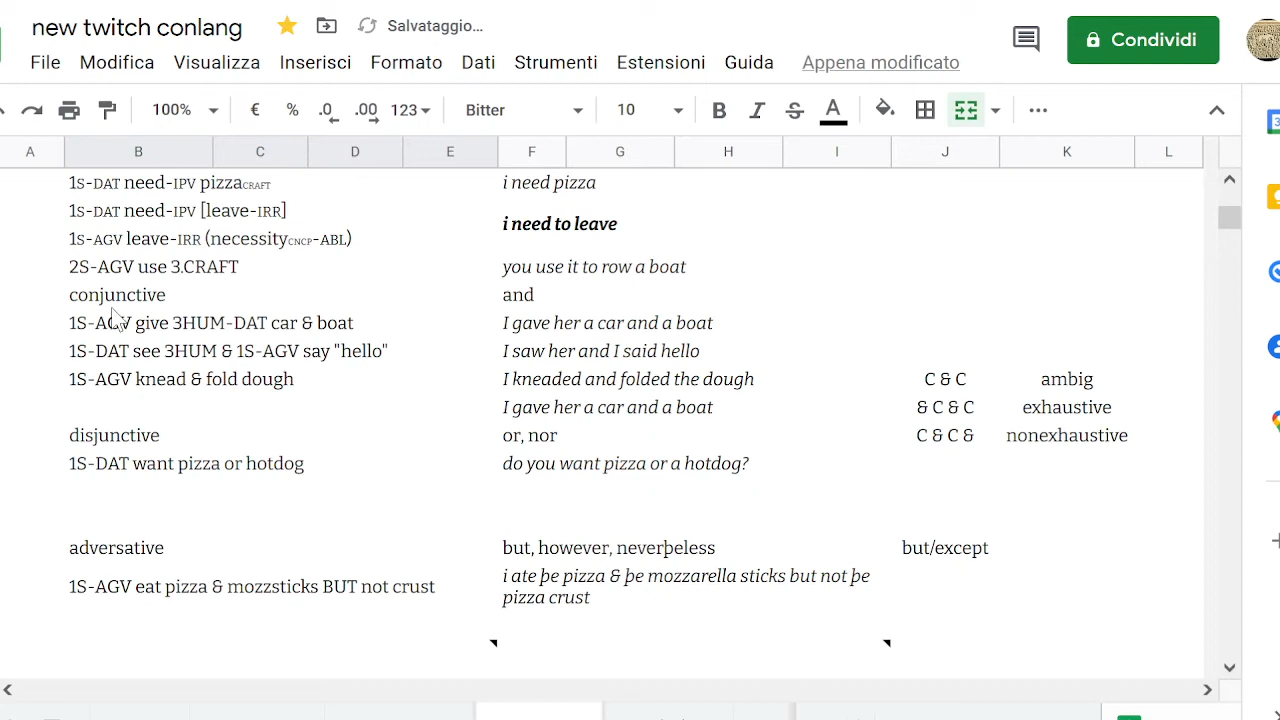 new twitch conlang Salvataggio... Condividi
File Modifica Visualizza Inserisci Formato Dati Strumenti Estensioni Guida Appena modificato
100% € % .0 .00 123 Bitter 10 B I S A
A B C D E F G H I J K L
1S-DAT need-IPV pizzaCRAFT i need pizza
1S-DAT need-IPV [leave-IRR]
i need to leave
1S-AGV leave-IRR (necessityCNCP-ABL)
2S-AGV use 3.CRAFT you use it to row a boat
conjunctive and
1S-AGV give 3HUM-DAT car & boat I gave her a car and a boat
1S-DAT see 3HUM & 1S-AGV say "hello" I saw her and I said hello
1S-AGV knead & fold dough I kneaded and folded the dough C & C ambig
I gave her a car and a boat & C & C exhaustive
disjunctive or, nor C & C & nonexhaustive
1S-DAT want pizza or hotdog do you want pizza or a hotdog?
adversative but, however, neverþeless but/except
1S-AGV eat pizza & mozzsticks BUT not crust i ate þe pizza & þe mozzarella sticks but not þe
pizza crust